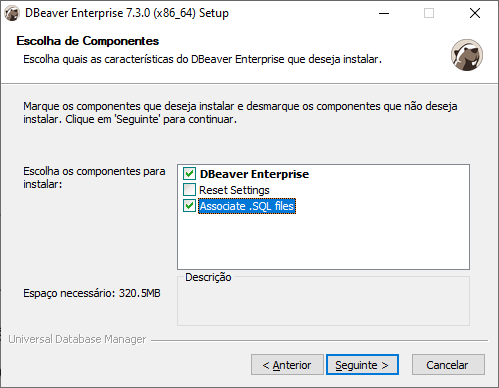 DBeaver Enterprise 7.3.0 (x86_64) Setup
Escolha de Componentes
Escolha quais as características do DBeaver Enterprise que deseja instalar.
Marque os componentes que deseja instalar e desmarque os componentes que não deseja
instalar. Clique em 'Seguinte' para continuar.
Escolha os componentes para
instalar:
DBeaver Enterprise
Reset Settings
Associate .SQL files
Descrição
Espaço necessário: 320.5MB
Universal Database Manager
< Anterior
Seguinte >
Cancelar